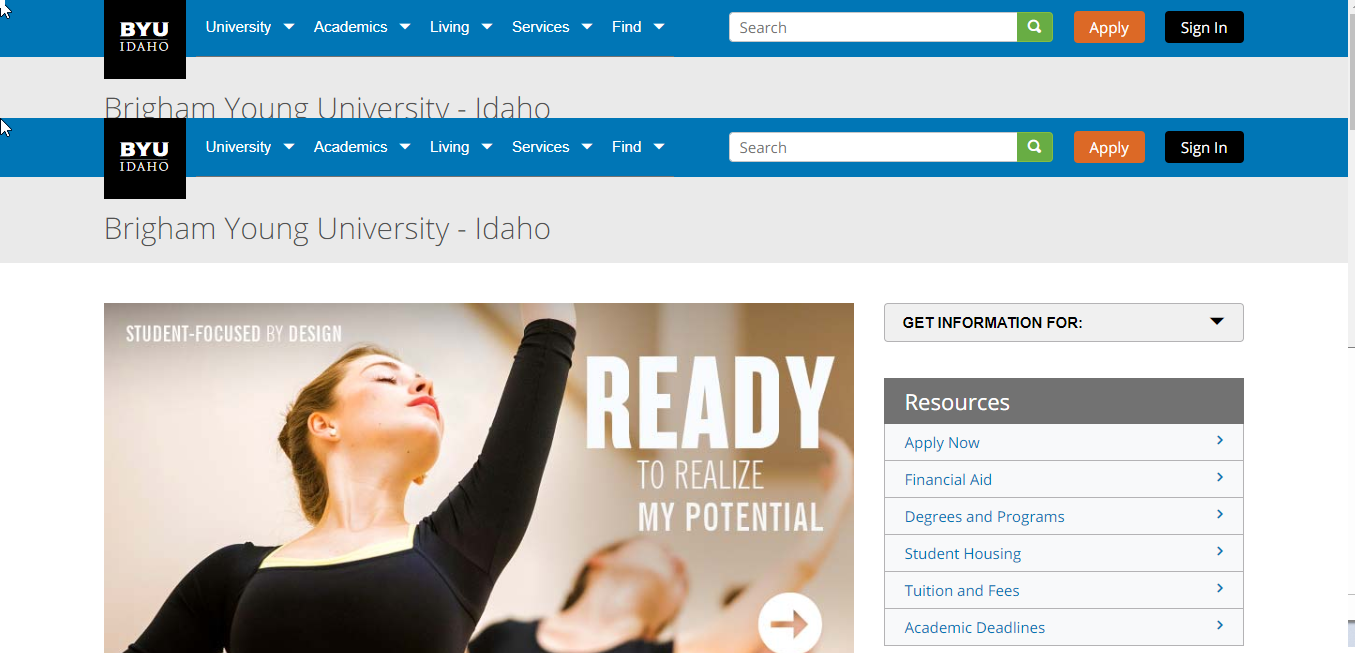 BYU
IDAHO
University Academics Living Services Find Search Apply Sign In
Brigham Young University - Idaho
BYU
IDAHO
University Academics Living Services Find Search Apply Sign In
Brigham Young University - Idaho
STUDENT-FOCUSED BY DESIGN
READY
TO REALIZE
MY POTENTIAL
GET INFORMATION FOR:
Resources
Apply Now
Financial Aid
Degrees and Programs
Student Housing
Tuition and Fees
Academic Deadlines